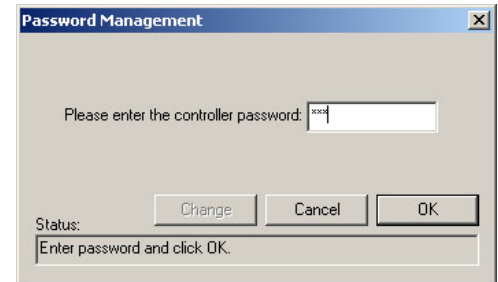 Password Management
Please enter the controller password: ***
Change Cancel OK
Status:
Enter password and click OK.